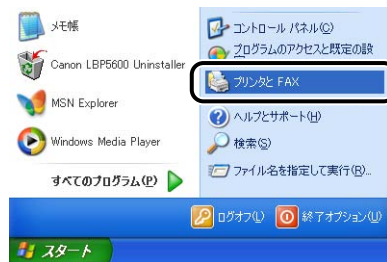 メモ帳
Canon LBP5600 Uninstaller
MSN Explorer
Windows Media Player
すべてのプログラム(P)
コントロール パネル(C)
プログラムのアクセスと既定の設
プリンタと FAX
ヘルプとサポート(H)
検索(S)
ファイル名を指定して実行(R)...
ログオフ(L)
終了オプション(U)
スタート